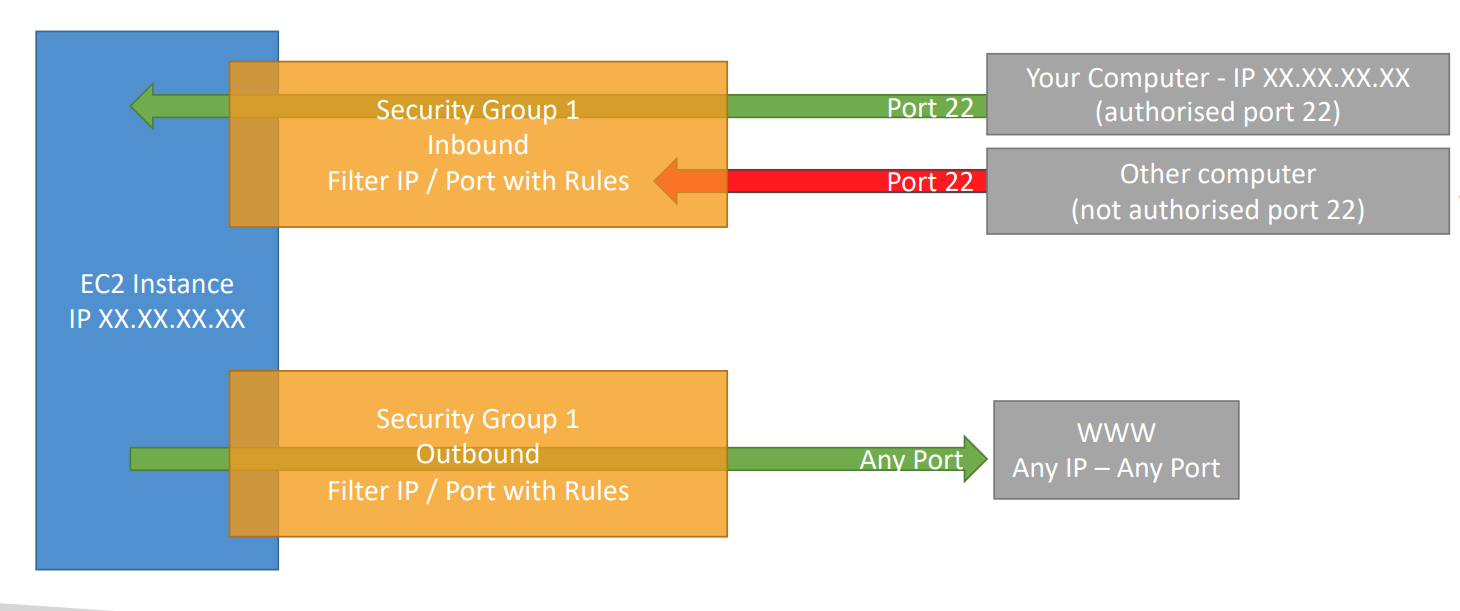 Your Computer - IP XX.XX.XX.XX
(authorised port 22)
Port 22
Security Group 1
Inbound
Filter IP / Port with Rules
Port 22
Other computer
(not authorised port 22)
EC2 Instance
IP XX.XX.XX.XX
Security Group 1
Outbound
Filter IP / Port with Rules
Any Port
WWW
Any IP – Any Port